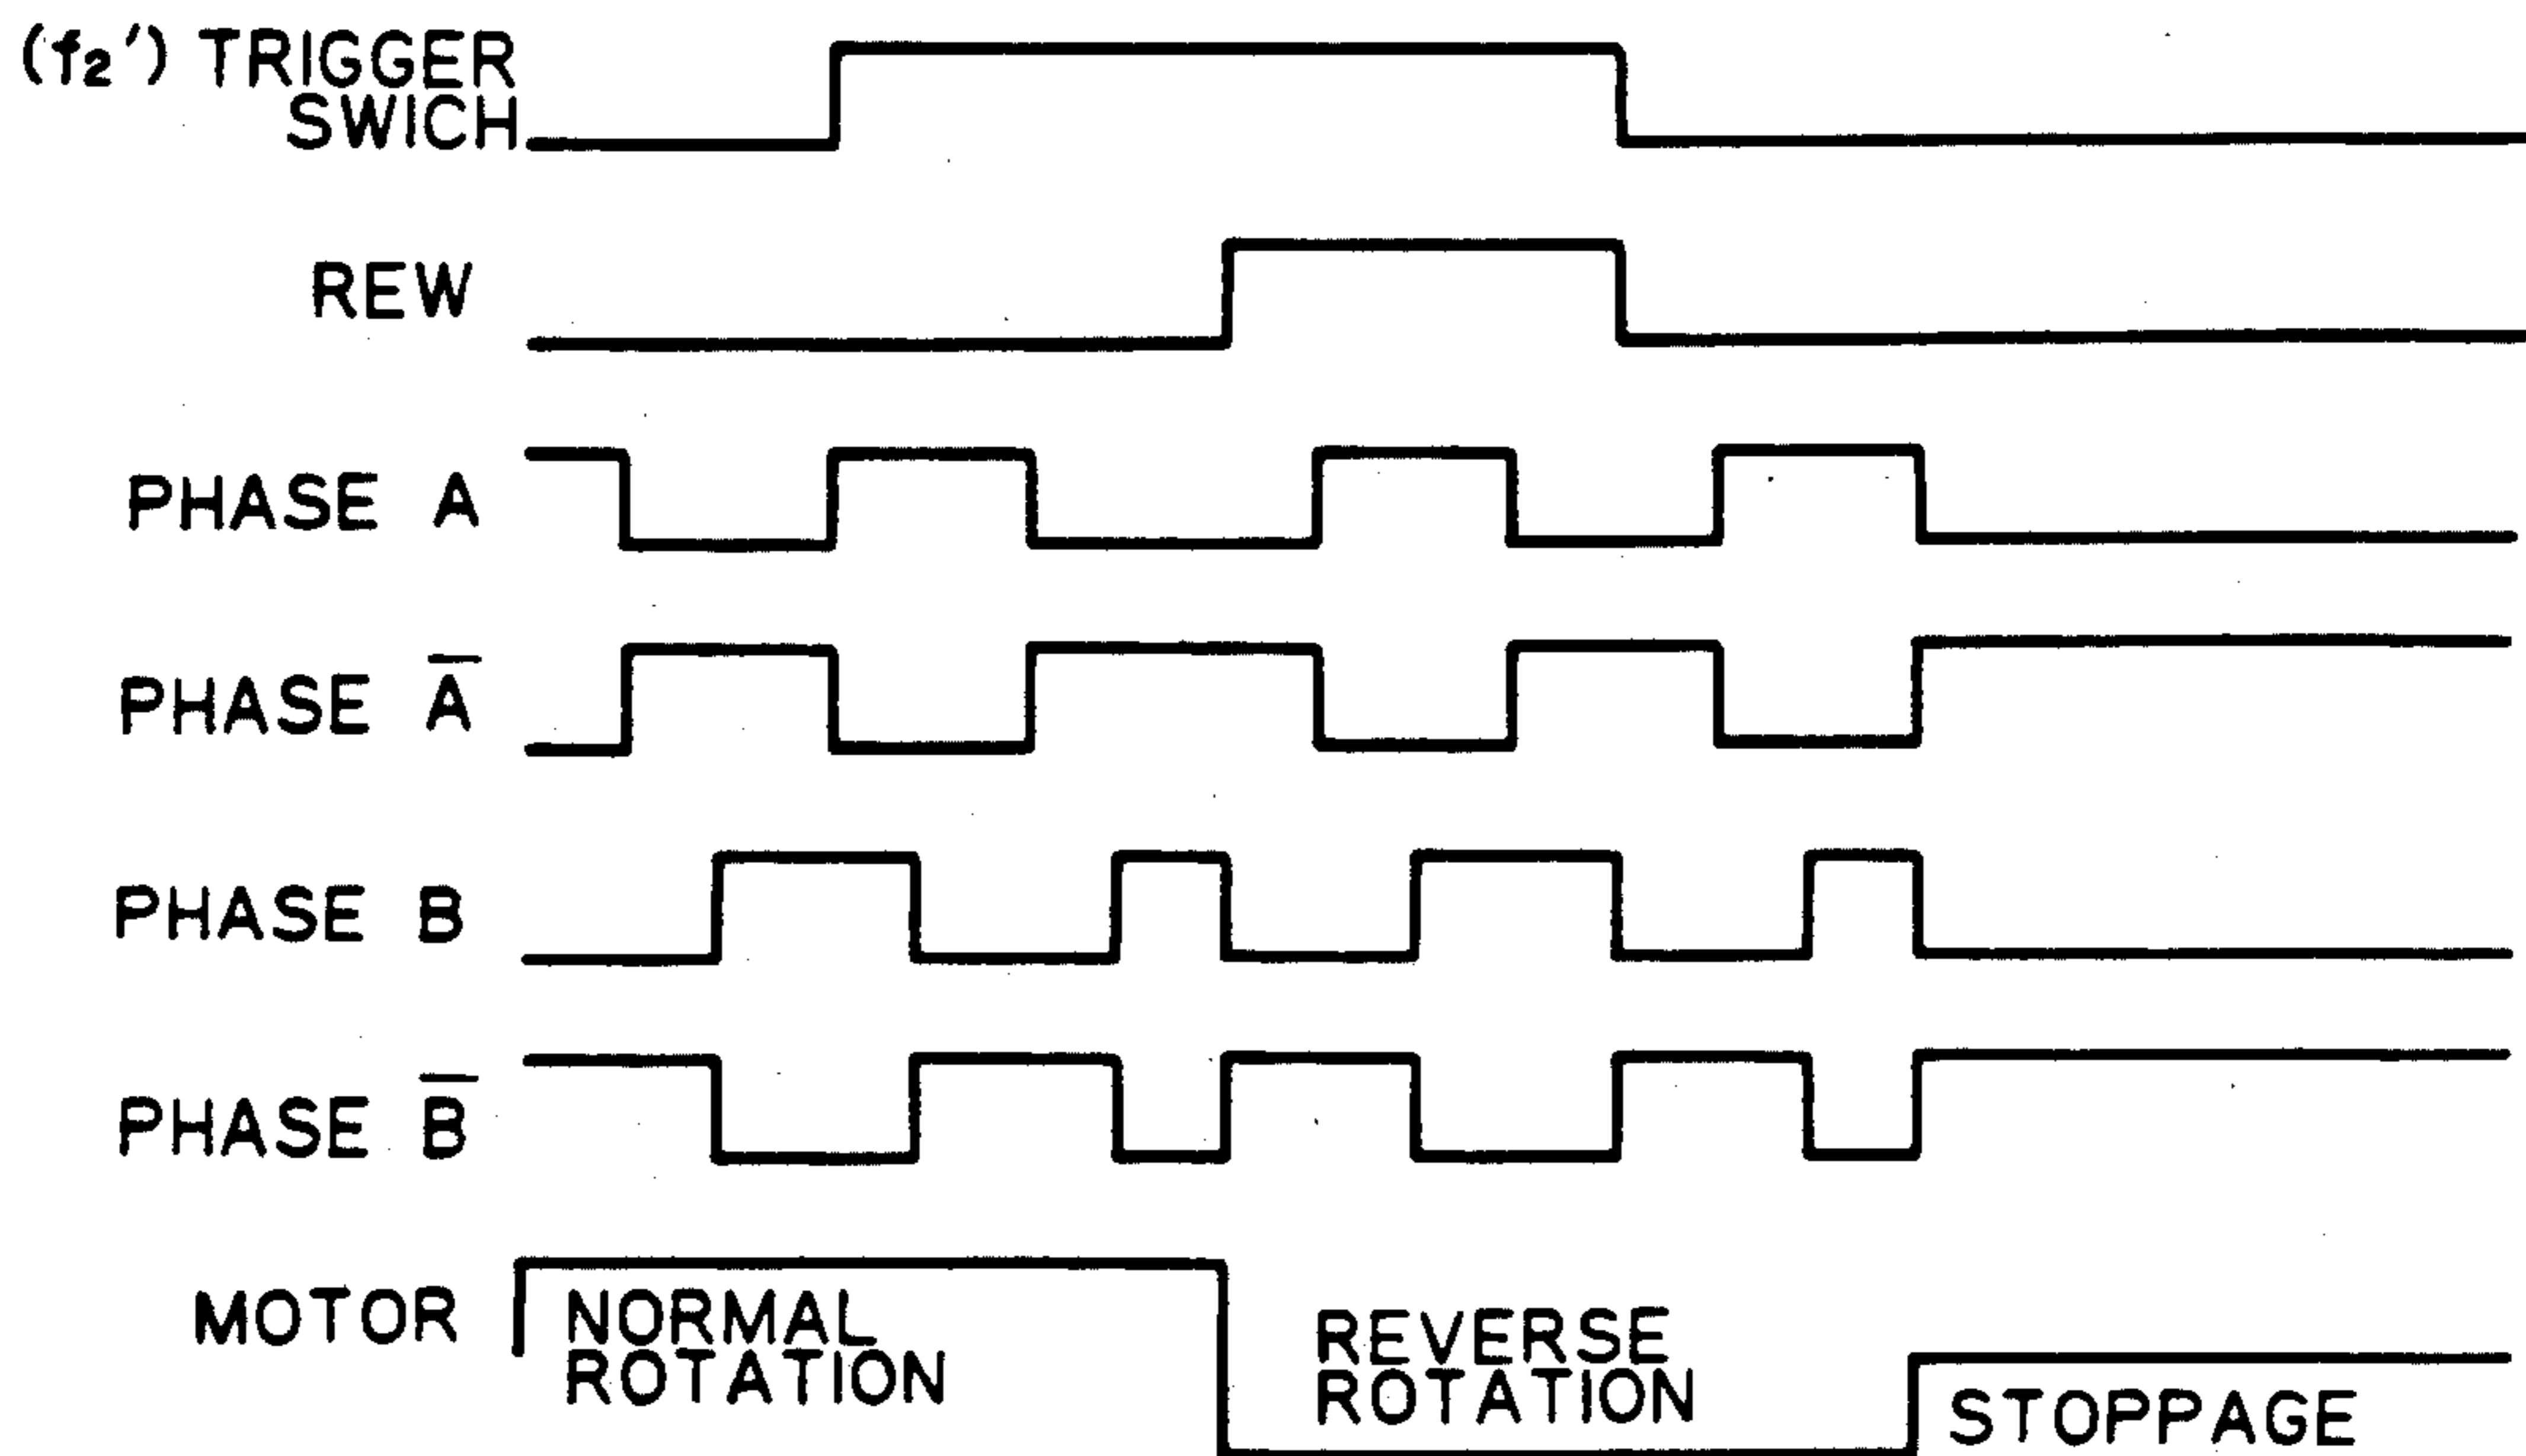 (f₂') TRIGGER
SWICH
REW
PHASE A
PHASE A̅
PHASE B
PHASE B̅
MOTOR
NORMAL
ROTATION
REVERSE
ROTATION
STOPPAGE